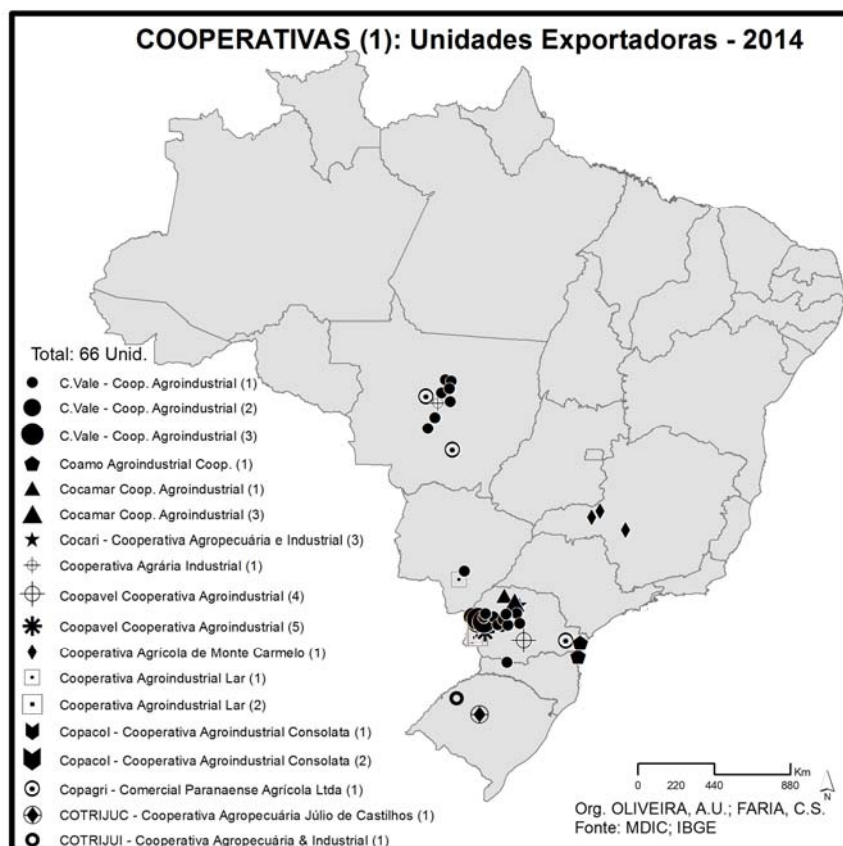 COOPERATIVAS (1): Unidades Exportadoras - 2014
Total: 66 Unid.
C.Vale - Coop. Agroindustrial (1)
C.Vale - Coop. Agroindustrial (2)
C.Vale - Coop. Agroindustrial (3)
Coamo Agroindustrial Coop. (1)
Cocamar Coop. Agroindustrial (1)
Cocamar Coop. Agroindustrial (3)
Cocari - Cooperativa Agropecuária e Industrial (3)
Cooperativa Agrária Industrial (1)
Coopavel Cooperativa Agroindustrial (4)
Coopavel Cooperativa Agroindustrial (5)
Cooperativa Agrícola de Monte Carmelo (1)
Cooperativa Agroindustrial Lar (1)
Cooperativa Agroindustrial Lar (2)
Copacol - Cooperativa Agroindustrial Consolata (1)
Copacol - Cooperativa Agroindustrial Consolata (2)
Copagri - Comercial Paranaense Agrícola Ltda (1)
COTRIJUC - Cooperativa Agropecuária Júlio de Castilhos (1)
COTRIJUI - Cooperativa Agropecuária & Industrial (1)
Km
0 220 440 880
N
Org. OLIVEIRA, A.U.; FARIA, C.S.
Fonte: MDIC; IBGE